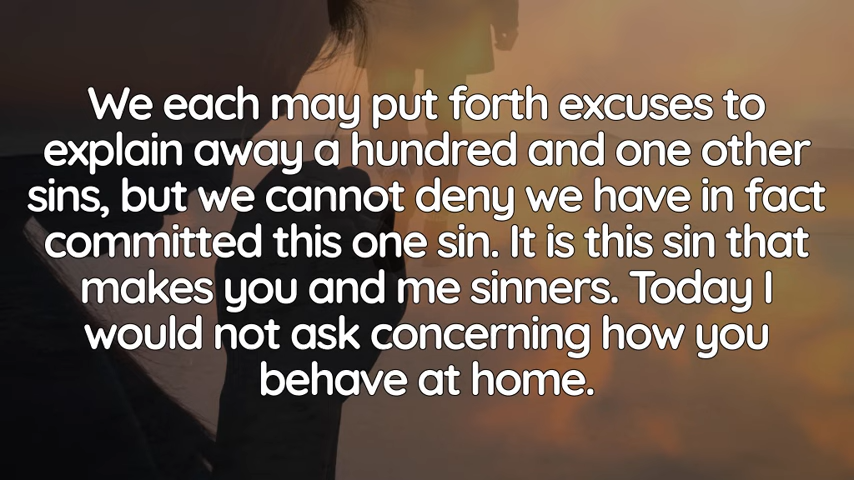 We each may put forth excuses to
explain away a hundred and one other
sins, but we cannot deny we have in fact
committed this one sin. It is this sin that
makes you and me sinners. Today I
would not ask concerning how you
behave at home.